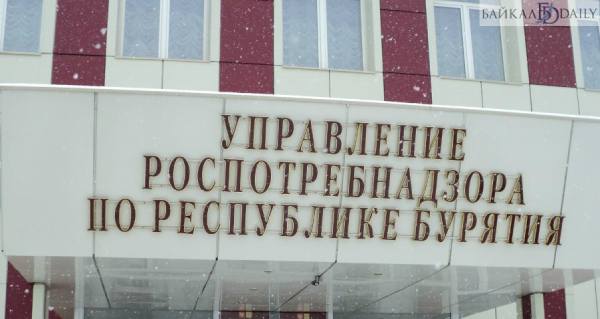 БАЙКАЛ DAILY
УПРАВЛЕНИЕ
РОСПОТРЕБНАДЗОРА
ПО РЕСПУБЛИКЕ БУРЯТИЯ